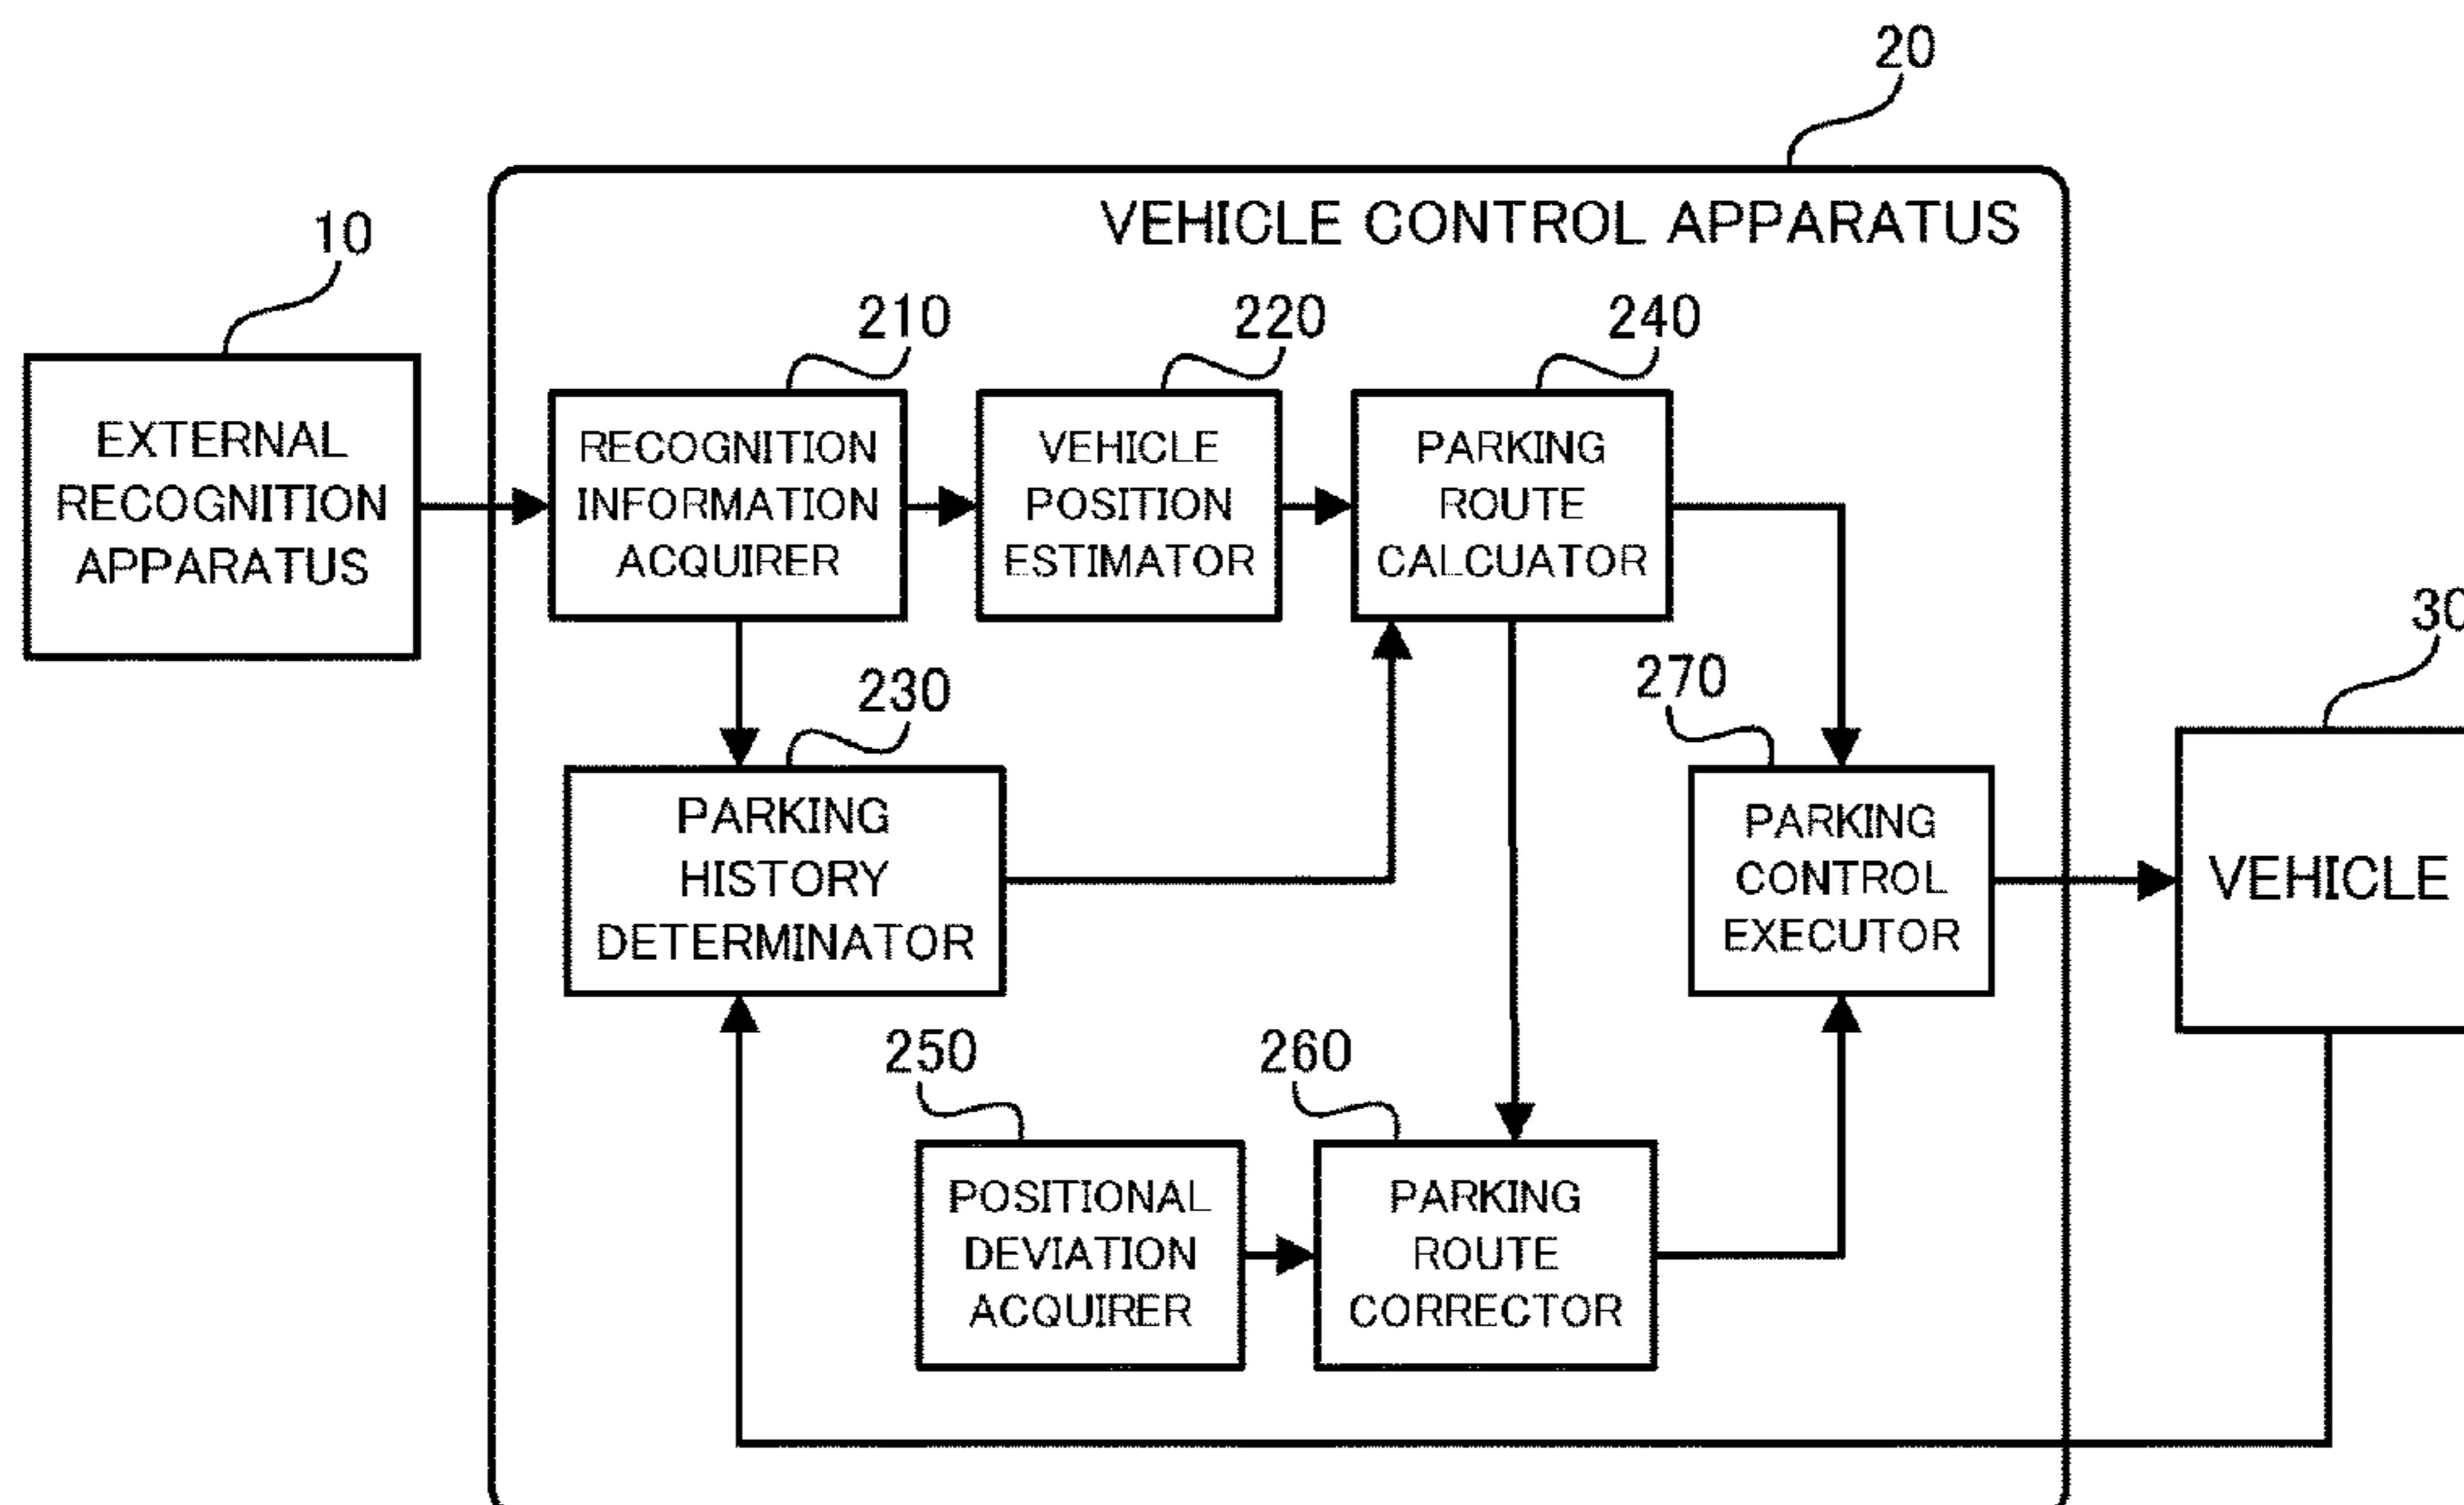 20
VEHICLE CONTROL APPARATUS
10
EXTERNAL
RECOGNITION
APPARATUS
210
RECOGNITION
INFORMATION
ACQUIRER
220
VEHICLE
POSITION
ESTIMATOR
240
PARKING
ROUTE
CALCUATOR
230
PARKING
HISTORY
DETERMINATOR
270
PARKING
CONTROL
EXECUTOR
30
VEHICLE
250
POSITIONAL
DEVIATION
ACQUIRER
260
PARKING
ROUTE
CORRECTOR